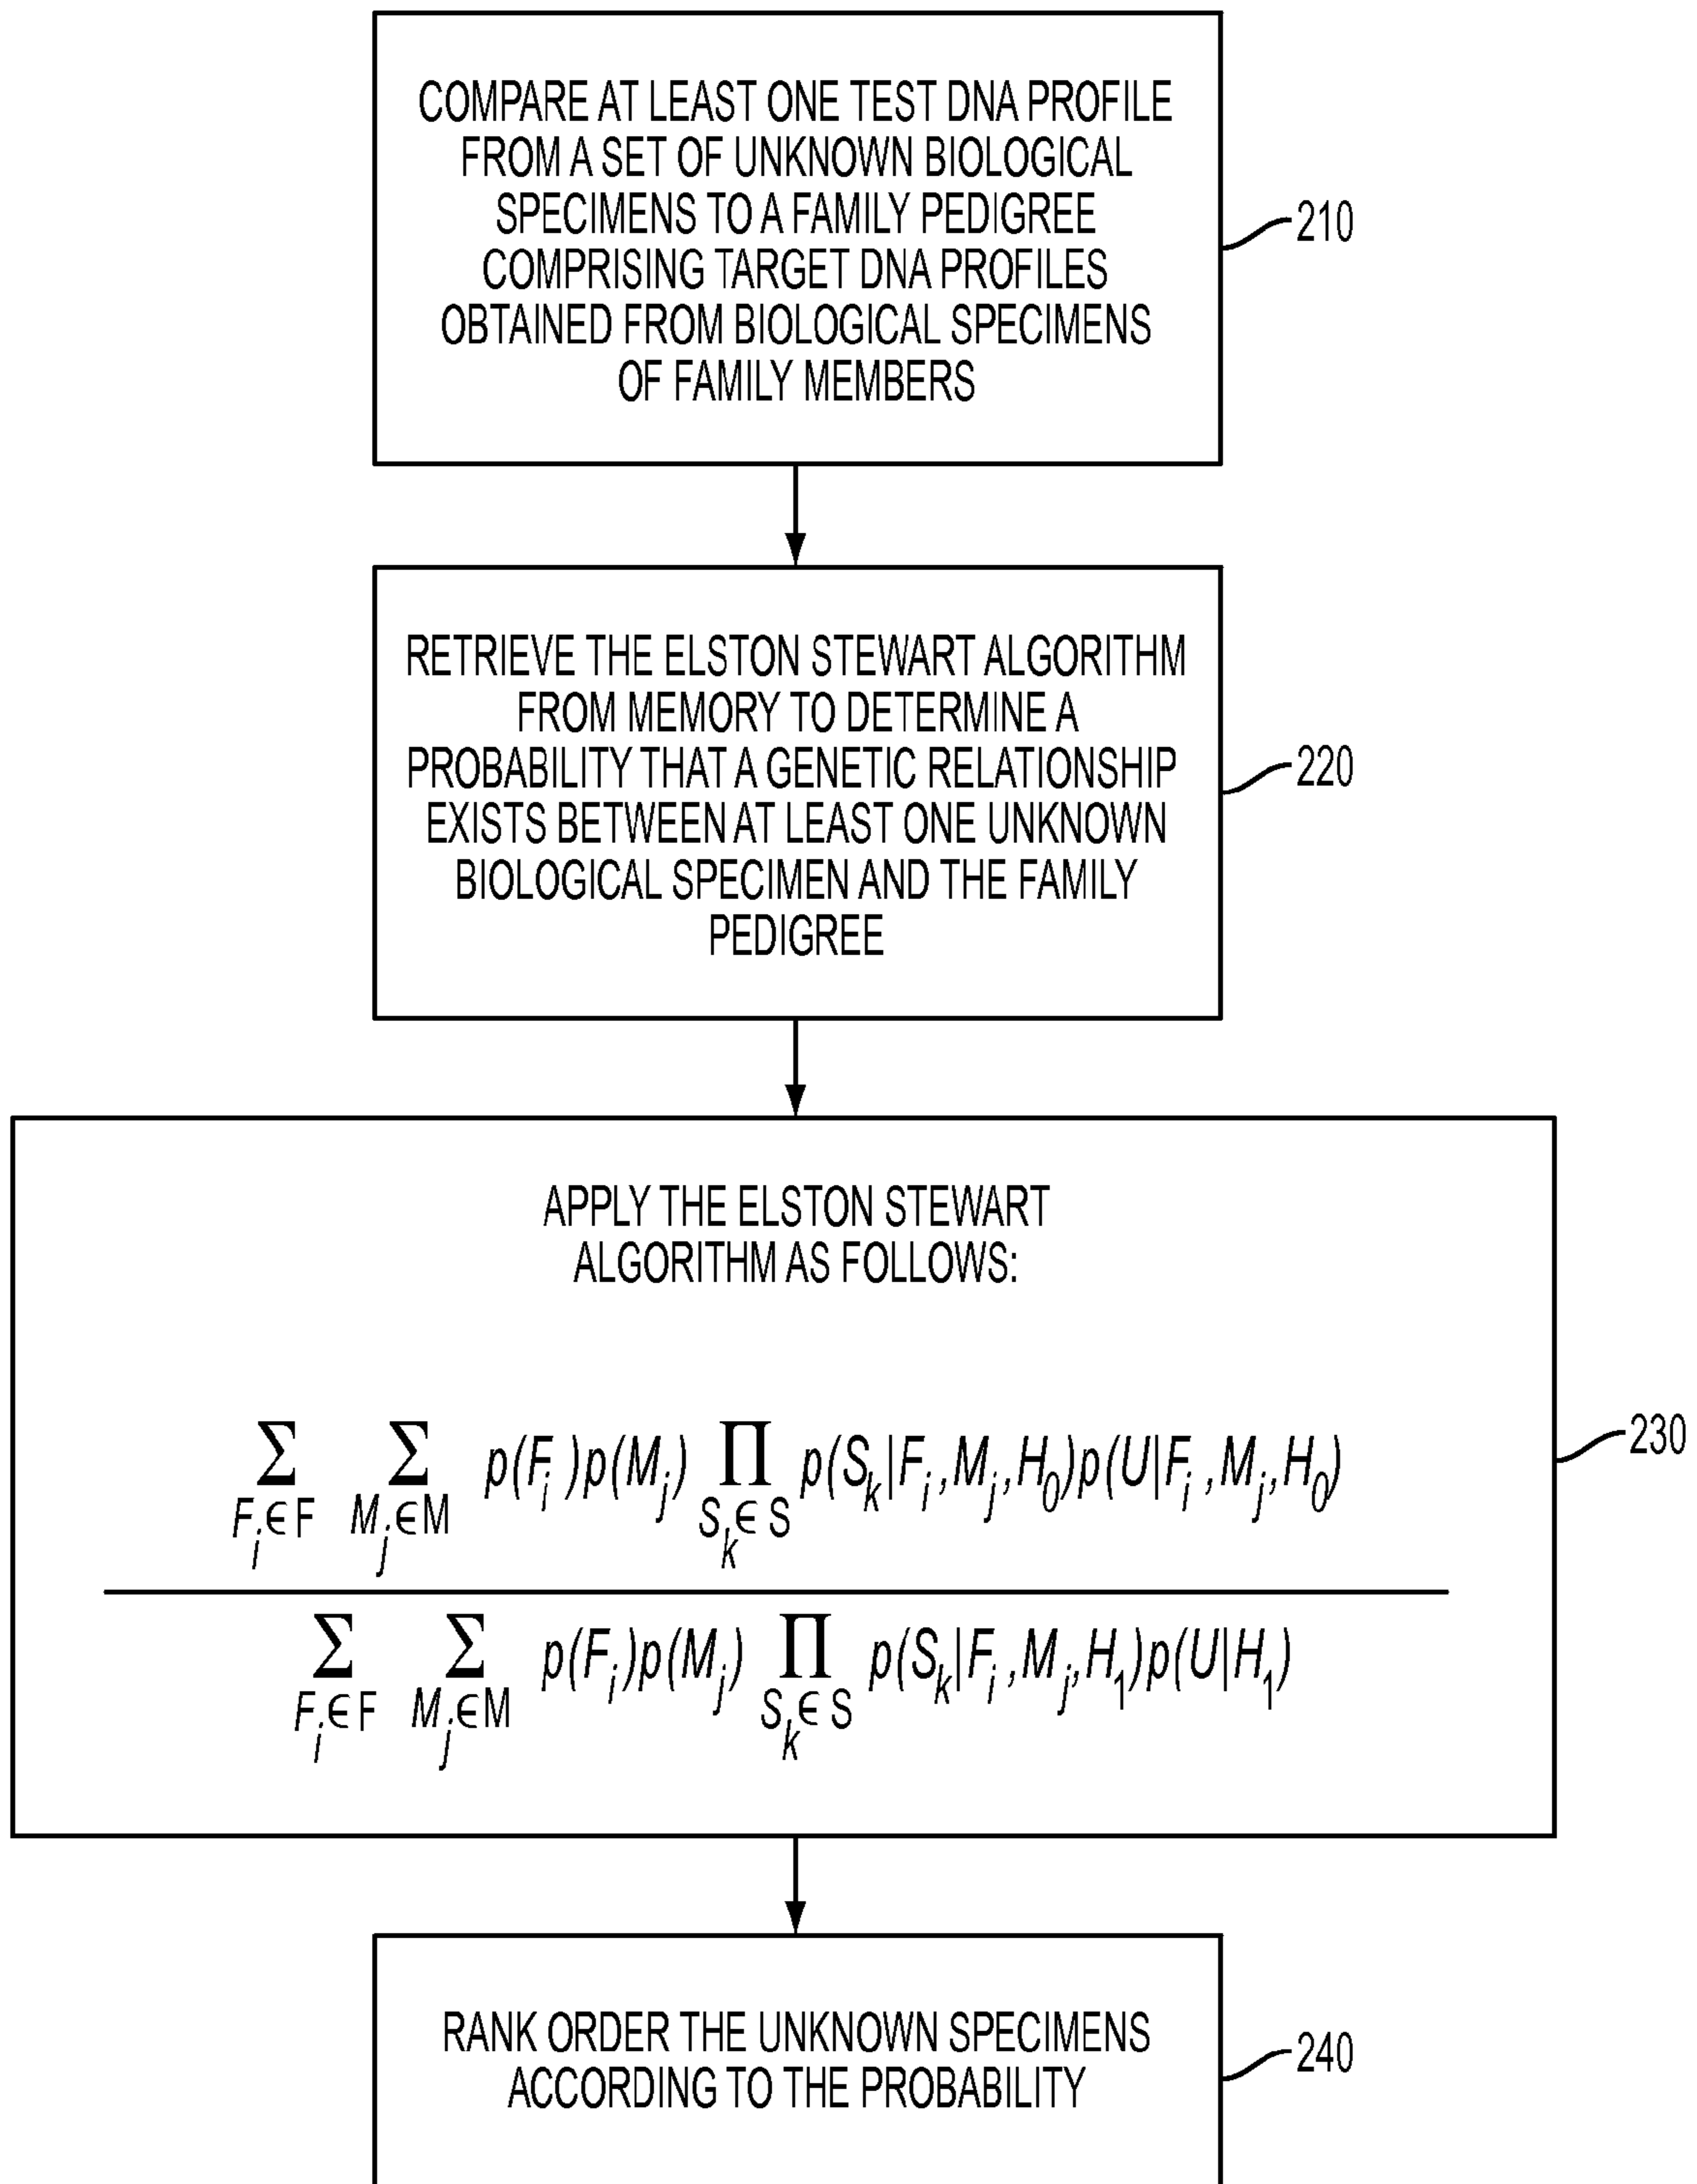 COMPARE AT LEAST ONE TEST DNA PROFILE
FROM A SET OF UNKNOWN BIOLOGICAL
SPECIMENS TO A FAMILY PEDIGREE
COMPRISING TARGET DNA PROFILES
OBTAINED FROM BIOLOGICAL SPECIMENS
OF FAMILY MEMBERS
210
RETRIEVE THE ELSTON STEWART ALGORITHM
FROM MEMORY TO DETERMINE A
PROBABILITY THAT A GENETIC RELATIONSHIP
EXISTS BETWEEN AT LEAST ONE UNKNOWN
BIOLOGICAL SPECIMEN AND THE FAMILY
PEDIGREE
220
APPLY THE ELSTON STEWART
ALGORITHM AS FOLLOWS:
∑ ∑ p(F_i)p(M_j) ∏ p(S_k|F_i,M_j,H_0)p(U|F_i,M_j,H_0)
F_i∈F M_j∈M S_k∈S
∑ ∑ p(F_i)p(M_j) ∏ p(S_k|F_i,M_j,H_1)p(U|H_1)
F_i∈F M_j∈M S_k∈S
230
RANK ORDER THE UNKNOWN SPECIMENS
ACCORDING TO THE PROBABILITY
240